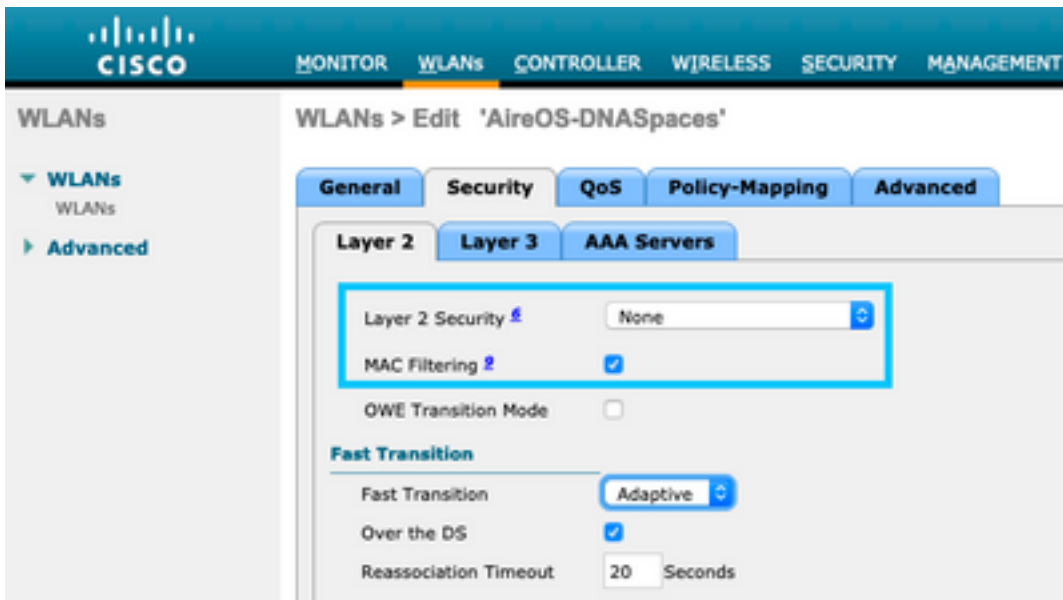 CISCO
MONITOR WLANs CONTROLLER WIRELESS SECURITY MANAGEMENT
WLANs
WLANs > Edit 'AireOS-DNASpaces'
WLANs
WLANs
Advanced
General Security QoS Policy-Mapping Advanced
Layer 2 Layer 3 AAA Servers
Layer 2 Security 6 None
MAC Filtering 9
OWE Transition Mode
Fast Transition
Fast Transition Adaptive
Over the DS
Reassociation Timeout 20 Seconds